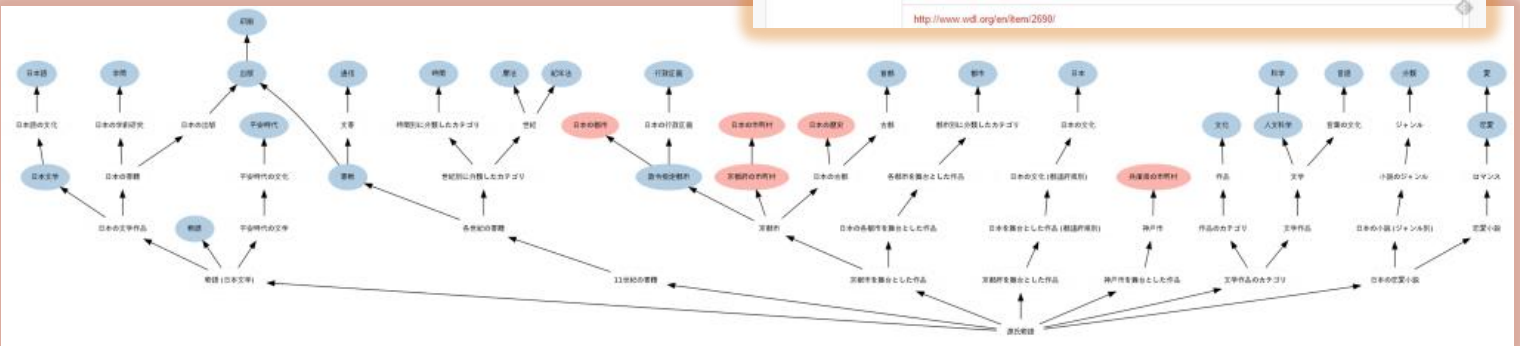 http://www.wdl.org/en/item/2690/
印刷
日本語
学問
出版
通信
時間
暦法
紀年法
行政区画
首都
都市
日本
科学
言語
分類
愛
日本語の文化
日本の学術研究
日本の出版
平安時代
文書
時間別に分類したカテゴリ
世紀
日本の都市
日本の行政区画
日本の市町村
日本の歴史
古都
都市別に分類したカテゴリ
日本の文化
文化
人文科学
言葉の文化
ジャンル
恋愛
日本文学
日本の書籍
平安時代の文化
書籍
世紀別に分類したカテゴリ
政令指定都市
京都府の市町村
日本の古都
各都市を舞台とした作品
日本の文化 (都道府県別)
兵庫県の市町村
作品
文学
小説のジャンル
ロマンス
日本の文学作品
物語
平安時代の文学
各世紀の書籍
京都市
日本の各都市を舞台とした作品
日本を舞台とした作品 (都道府県別)
神戸市
作品のカテゴリ
文学作品
日本の小説 (ジャンル別)
恋愛小説
物語 (日本文学)
11世紀の書籍
京都市を舞台とした作品
京都府を舞台とした作品
神戸市を舞台とした作品
文学作品のカテゴリ
日本の恋愛小説
源氏物語